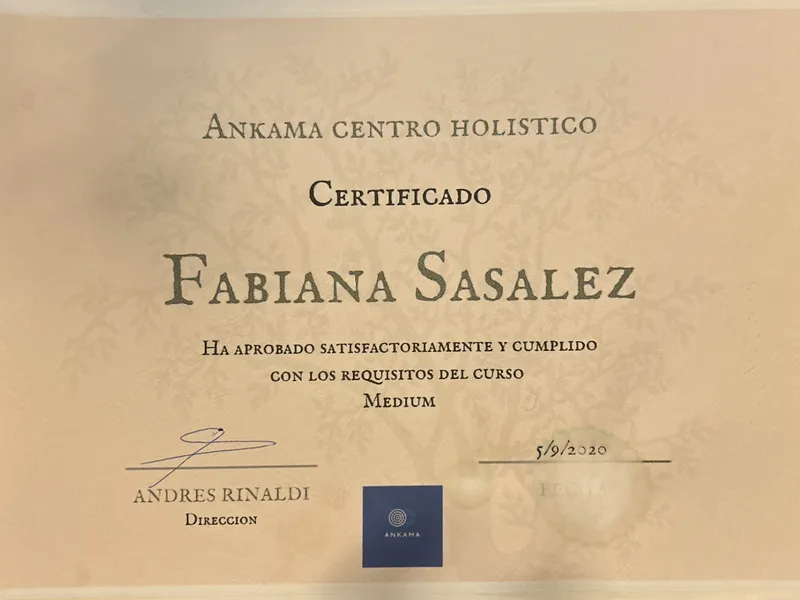 Ankama centro holistico
Certificado
Fabiana Sasalez
Ha aprobado satisfactoriamente y cumplido
con los requisitos del curso
Medium
5/9/2020
Andres Rinaldi
Fecha
Direccion
ANKAMA